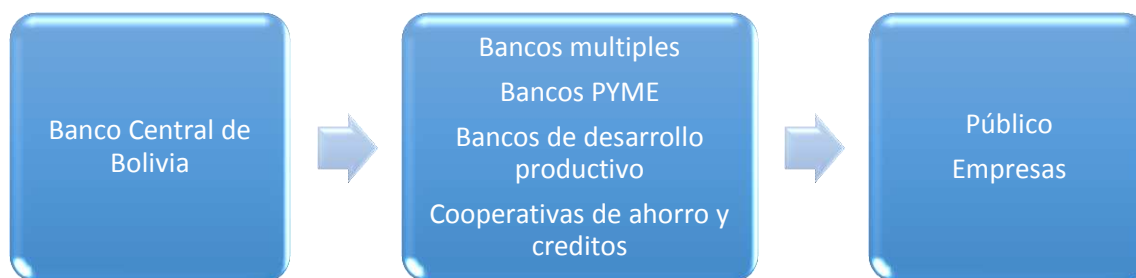 Banco Central de
Bolivia
Bancos multiples
Bancos PYME
Bancos de desarrollo
productivo
Cooperativas de ahorro y
creditos
Público
Empresas